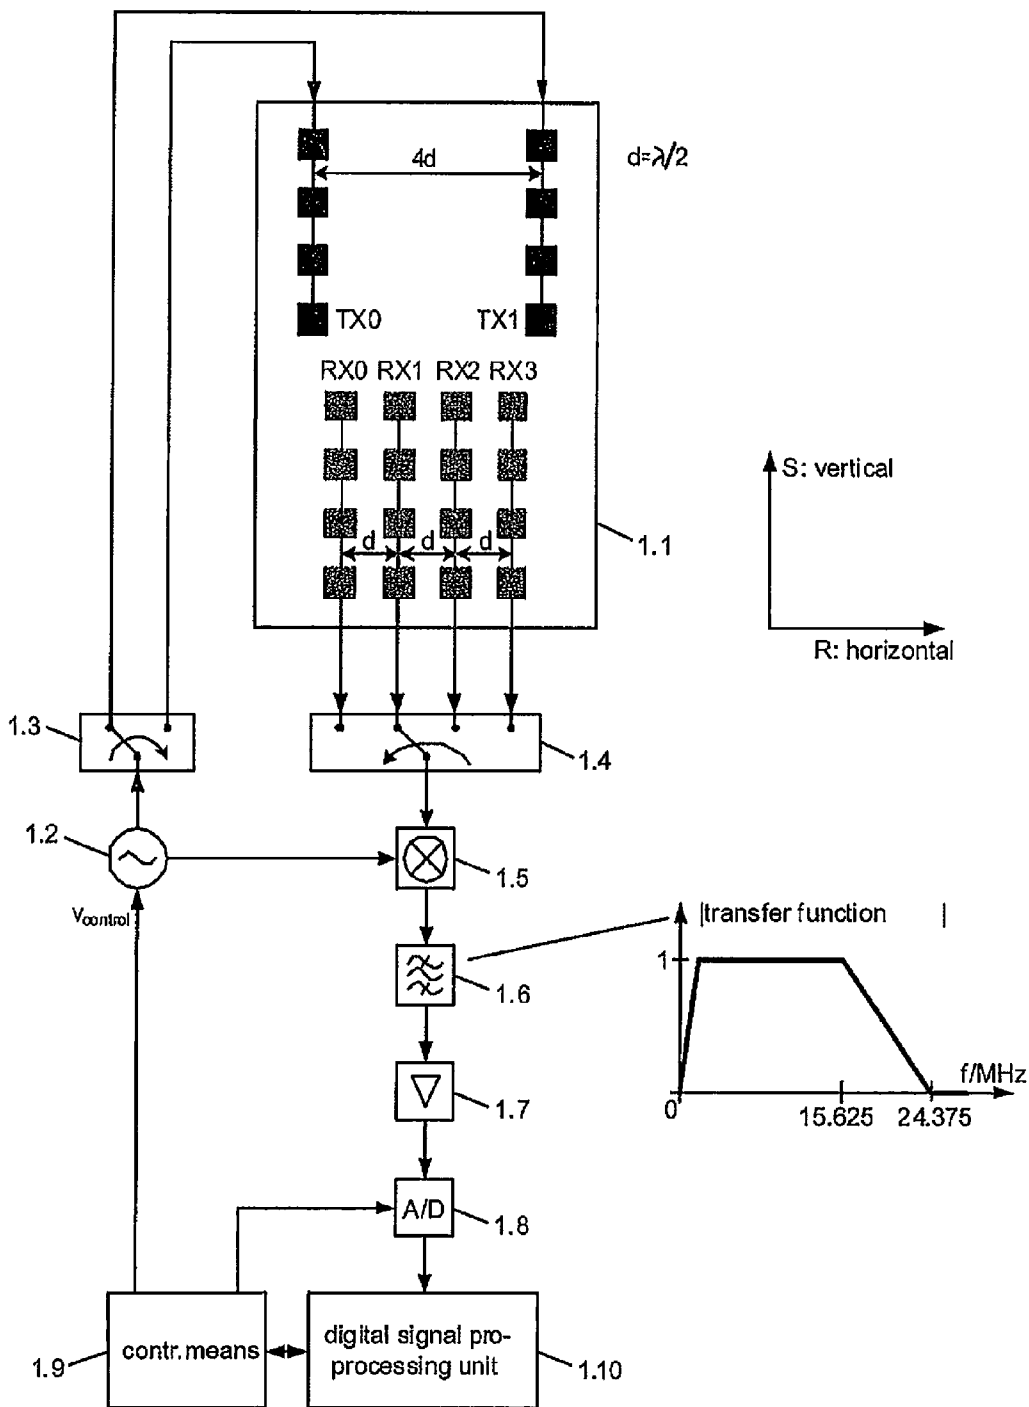 4d
d=λ/2
TX0
TX1
RX0 RX1 RX2 RX3
d
d
d
1.1
S: vertical
R: horizontal
1.3
1.4
1.2
1.5
Vcontrol
|transfer function |
1
1.6
f/MHz
0
15.625
24.375
1.7
A/D
1.8
contr.means
1.9
digital signal pro-
processing unit
1.10